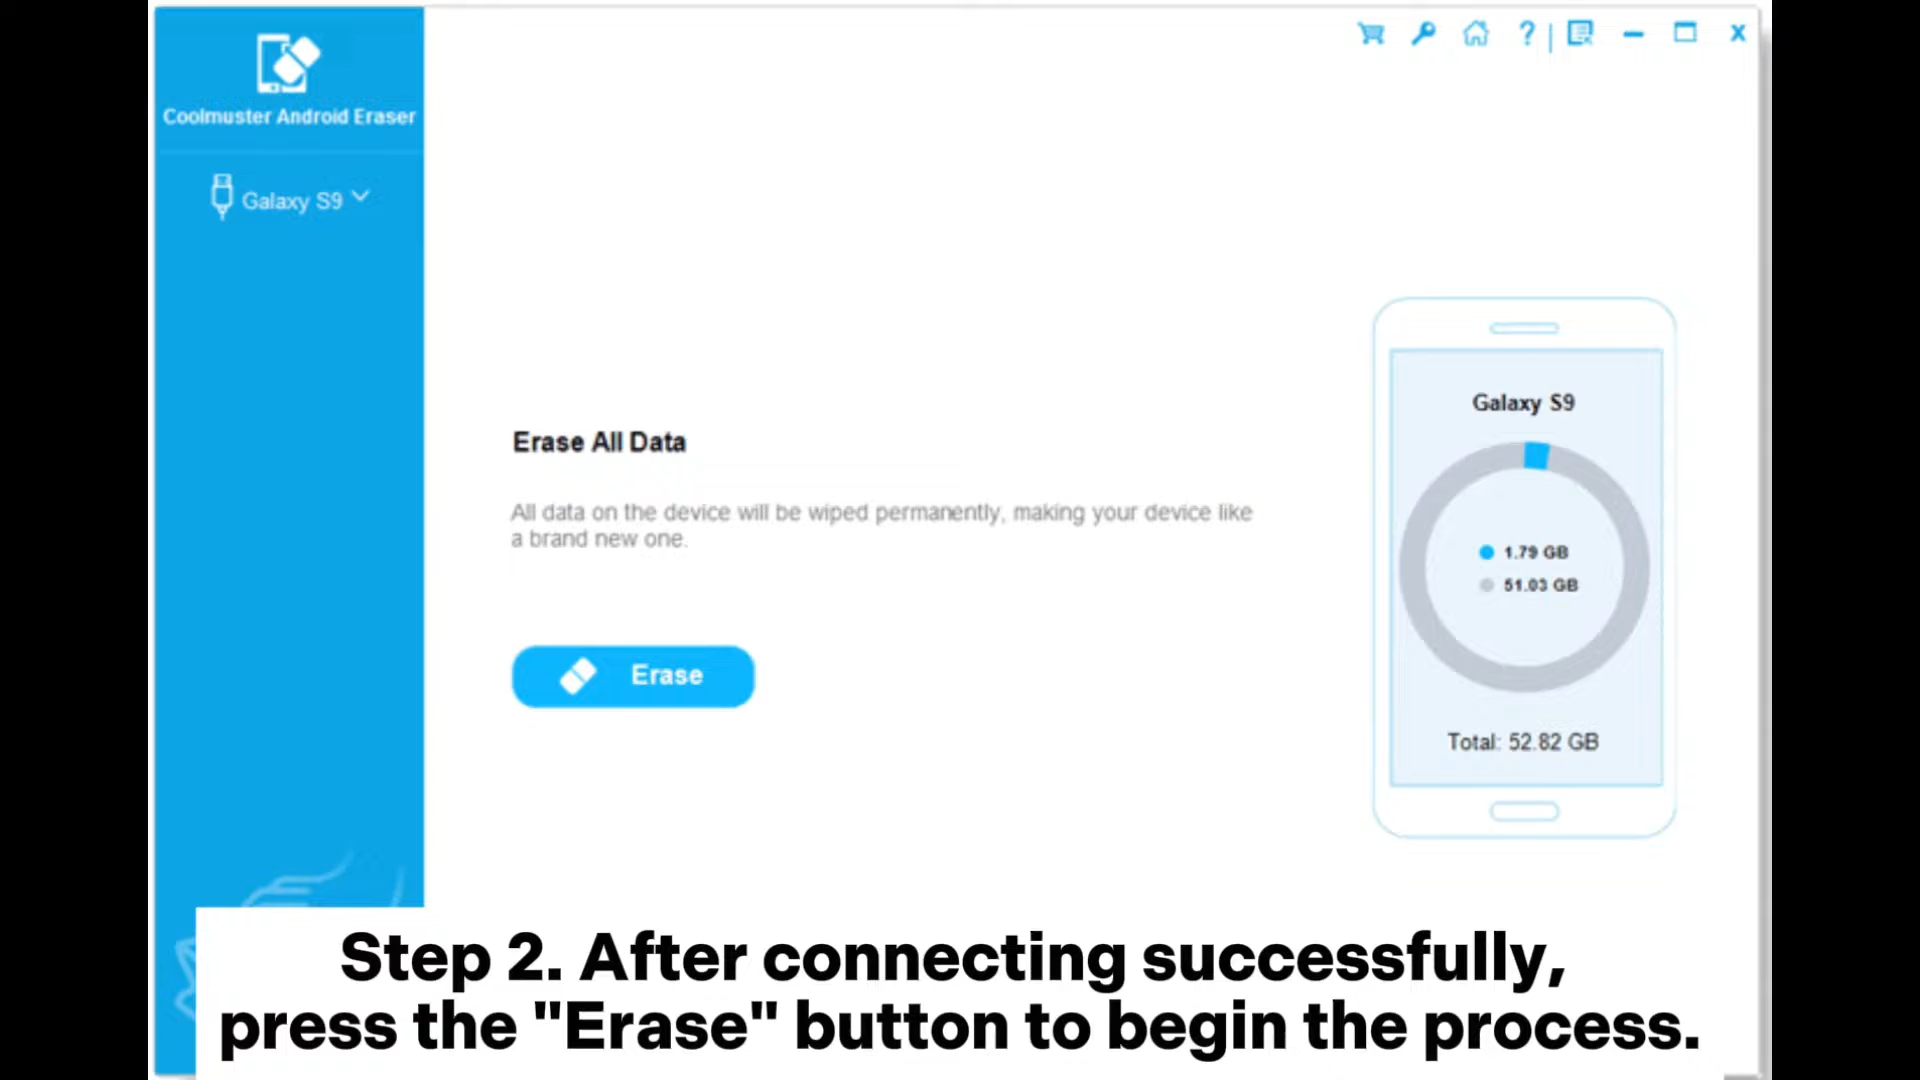 Coolmuster Android Eraser
Galaxy S9
Erase All Data
All data on the device will be wiped permanently, making your device like
a brand new one.
Erase
Galaxy S9
1.79 GB
51.03 GB
Total: 52.82 GB
Step 2. After connecting successfully,
press the "Erase" button to begin the process.